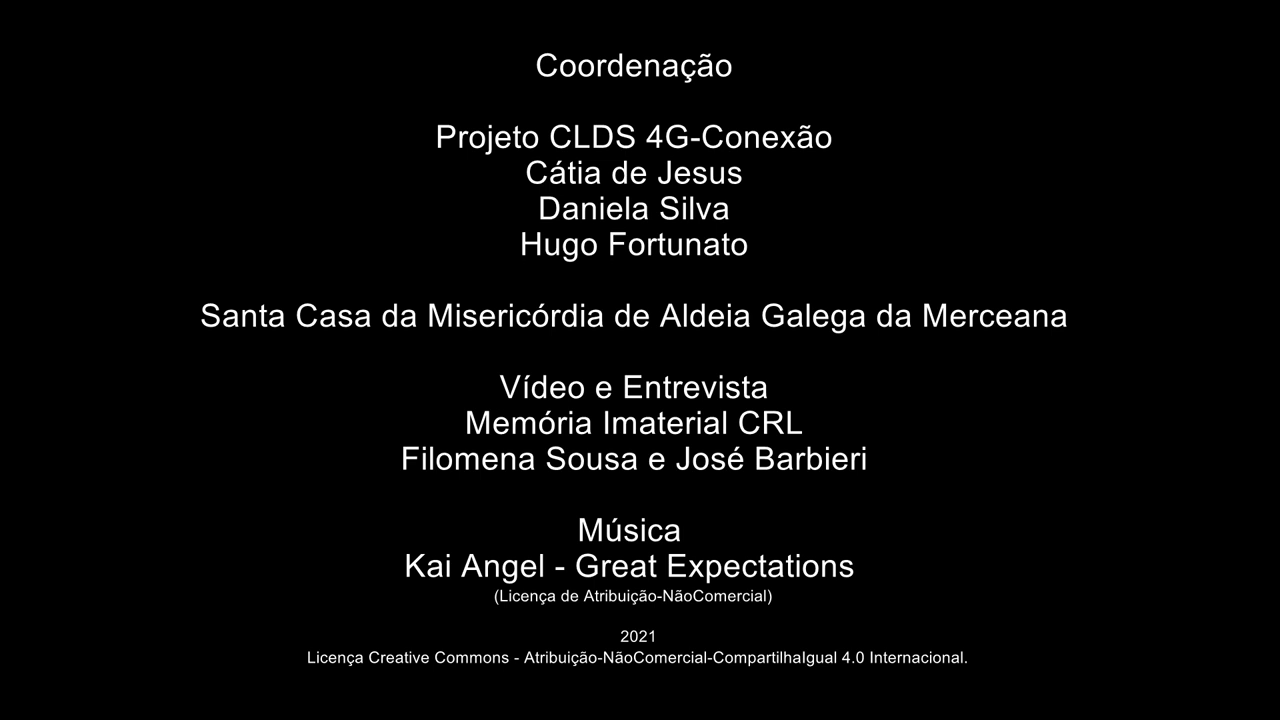 Coordenação
Projeto CLDS 4G-Conexão
Cátia de Jesus
Daniela Silva
Hugo Fortunato
Santa Casa da Misericórdia de Aldeia Galega da Merceana
Vídeo e Entrevista
Memória Imaterial CRL
Filomena Sousa e José Barbieri
Música
Kai Angel - Great Expectations
(Licença de Atribuição-NãoComercial)
2021
Licença Creative Commons - Atribuição-NãoComercial-CompartilhaIgual 4.0 Internacional.